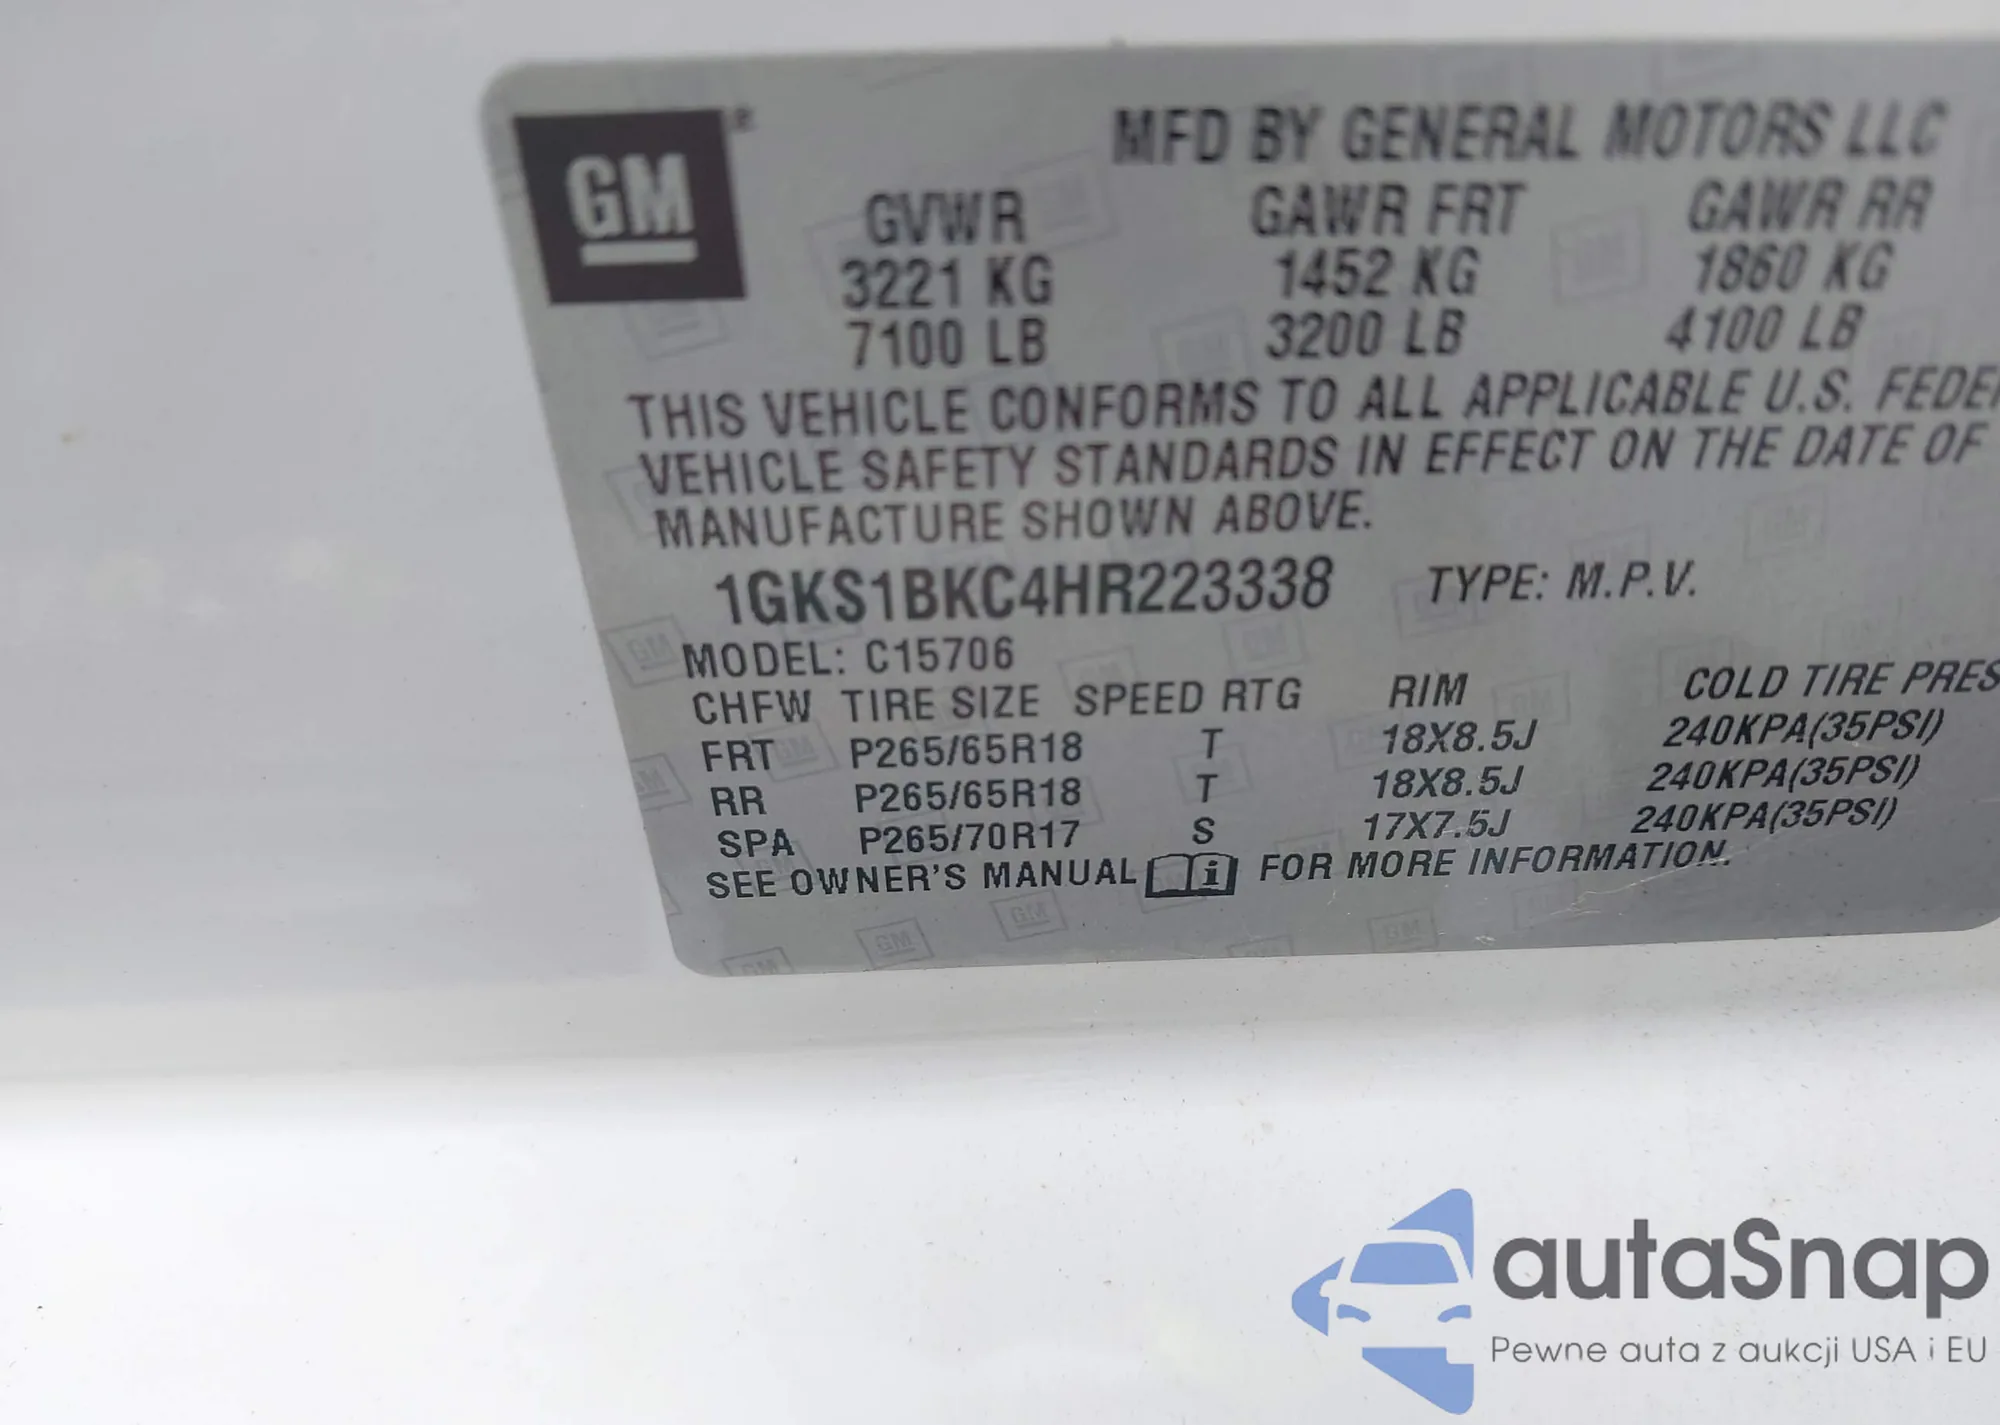 GM
MFD BY GENERAL MOTORS LLC
GVWR GAWR FRT GAWR RR
3221 KG 1452 KG 1860 KG
7100 LB 3200 LB 4100 LB
THIS VEHICLE CONFORMS TO ALL APPLICABLE U.S. FEDER
VEHICLE SAFETY STANDARDS IN EFFECT ON THE DATE OF
MANUFACTURE SHOWN ABOVE.
1GKS1BKC4HR223338 TYPE: M.P.V.
MODEL: C15706
CHFW TIRE SIZE SPEED RTG RIM COLD TIRE PRES
FRT P265/65R18 T 18X8.5J 240KPA(35PSI)
RR P265/65R18 T 18X8.5J 240KPA(35PSI)
SPA P265/70R17 S 17X7.5J 240KPA(35PSI)
SEE OWNER'S MANUAL i FOR MORE INFORMATION.
autaSnap
Pewne auta z aukcji USA i EU